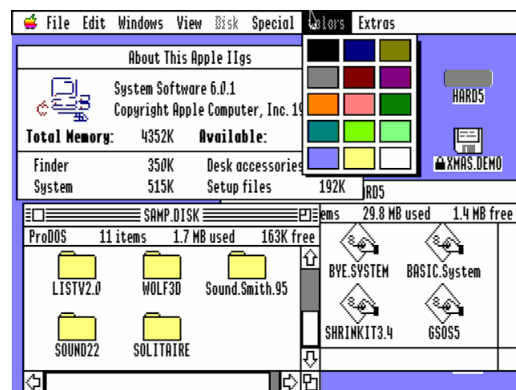 File Edit Windows View Disk Special Colors Extras
About This Apple IIgs
System Software 6.0.1
Copyright Apple Computer, Inc. 19
Total Memory: 4352K Available:
Finder 350K Desk accessories
System 515K Setup files 192K
HARD5
XMAS.DEMO
RD5
ems 29.8 MB used 1.4 MB free
BYE.SYSTEM BASIC.System
SHRINKIT3.4 GSOS5
SAMP.DISK
ProDOS 11 items 1.7 MB used 163K free
LISTV2.0 WOLF3D Sound.Smith.95
SOUND22 SOLITAIRE